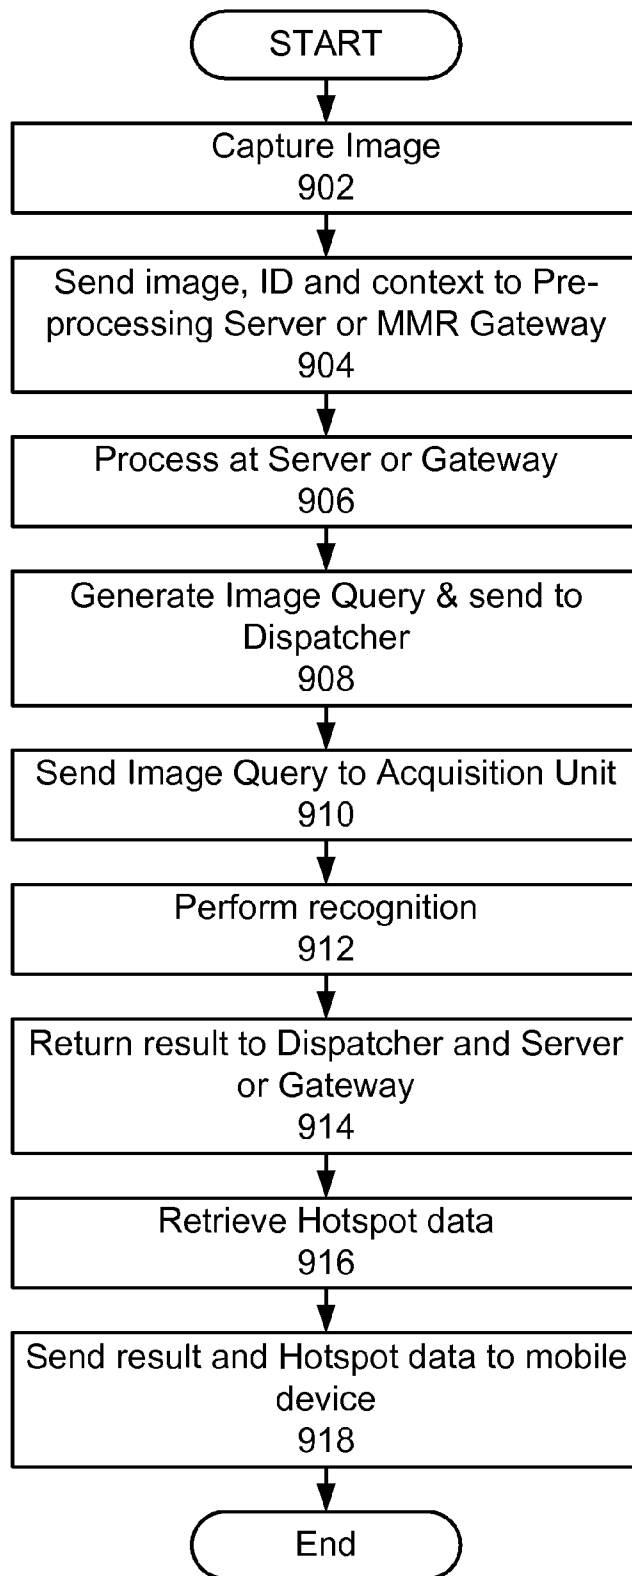 START
Capture Image
902
Send image, ID and context to Pre-
processing Server or MMR Gateway
904
Process at Server or Gateway
906
Generate Image Query & send to
Dispatcher
908
Send Image Query to Acquisition Unit
910
Perform recognition
912
Return result to Dispatcher and Server
or Gateway
914
Retrieve Hotspot data
916
Send result and Hotspot data to mobile
device
918
End